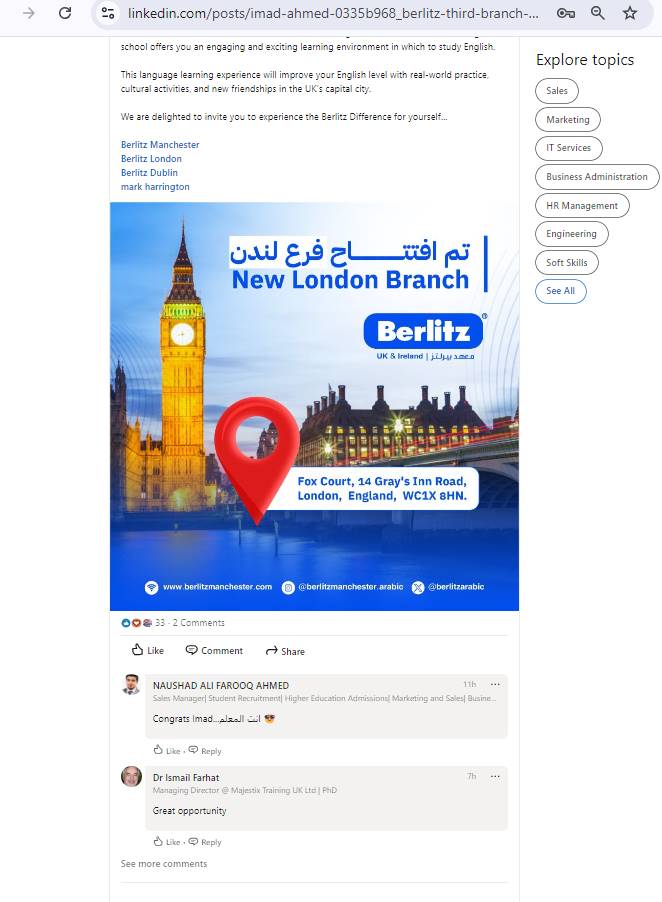 linkedin.com/posts/imad-ahmed-0335b968_berlitz-third-branch-...
school offers you an engaging and exciting learning environment in which to study English.
This language learning experience will improve your English level with real-world practice,
cultural activities, and new friendships in the UK's capital city.
We are delighted to invite you to experience the Berlitz Difference for yourself...
Berlitz Manchester
Berlitz London
Berlitz Dublin
mark harrington
تم افتتـــــــاح فرع لندن
New London Branch
Berlitz®
UK & Ireland | معهد بيرلتز
Fox Court, 14 Gray's Inn Road,
London, England, WC1X 8HN.
www.berlitzmanchester.com @berlitzmanchester.arabic @berlitzarabic
33 · 2 Comments
Like Comment Share
NAUSHAD ALI FAROOQ AHMED 11h
Sales Manager| Student Recruitment| Higher Education Admissions| Marketing and Sales| Busine...
Congrats Imad...انت المعلم 😎
Like · Reply
Dr Ismail Farhat 7h
Managing Director @ Majestix Training UK Ltd | PhD
Great opportunity
Like · Reply
See more comments
Explore topics
Sales
Marketing
IT Services
Business Administration
HR Management
Engineering
Soft Skills
See All